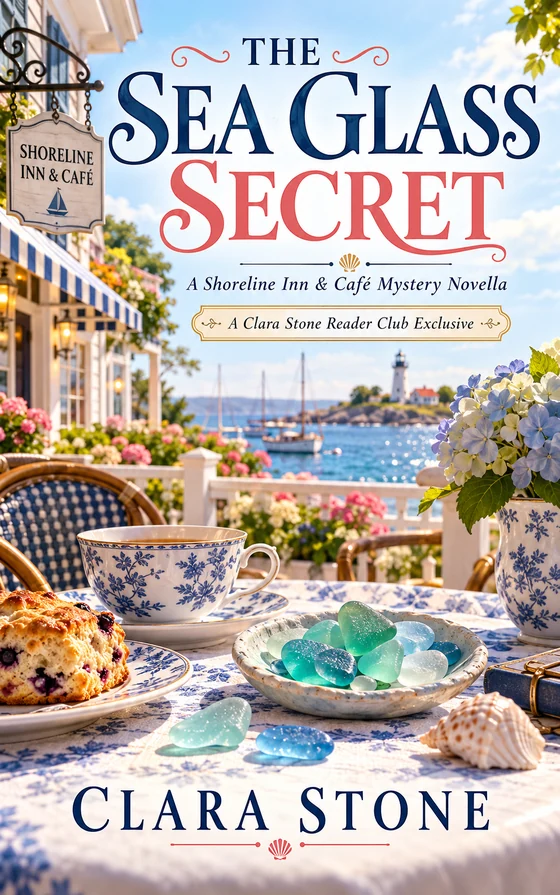 THE
SEA GLASS
SECRET
SHORELINE
INN & CAFÉ
A Shoreline Inn & Café Mystery Novella
A Clara Stone Reader Club Exclusive
CLARA STONE